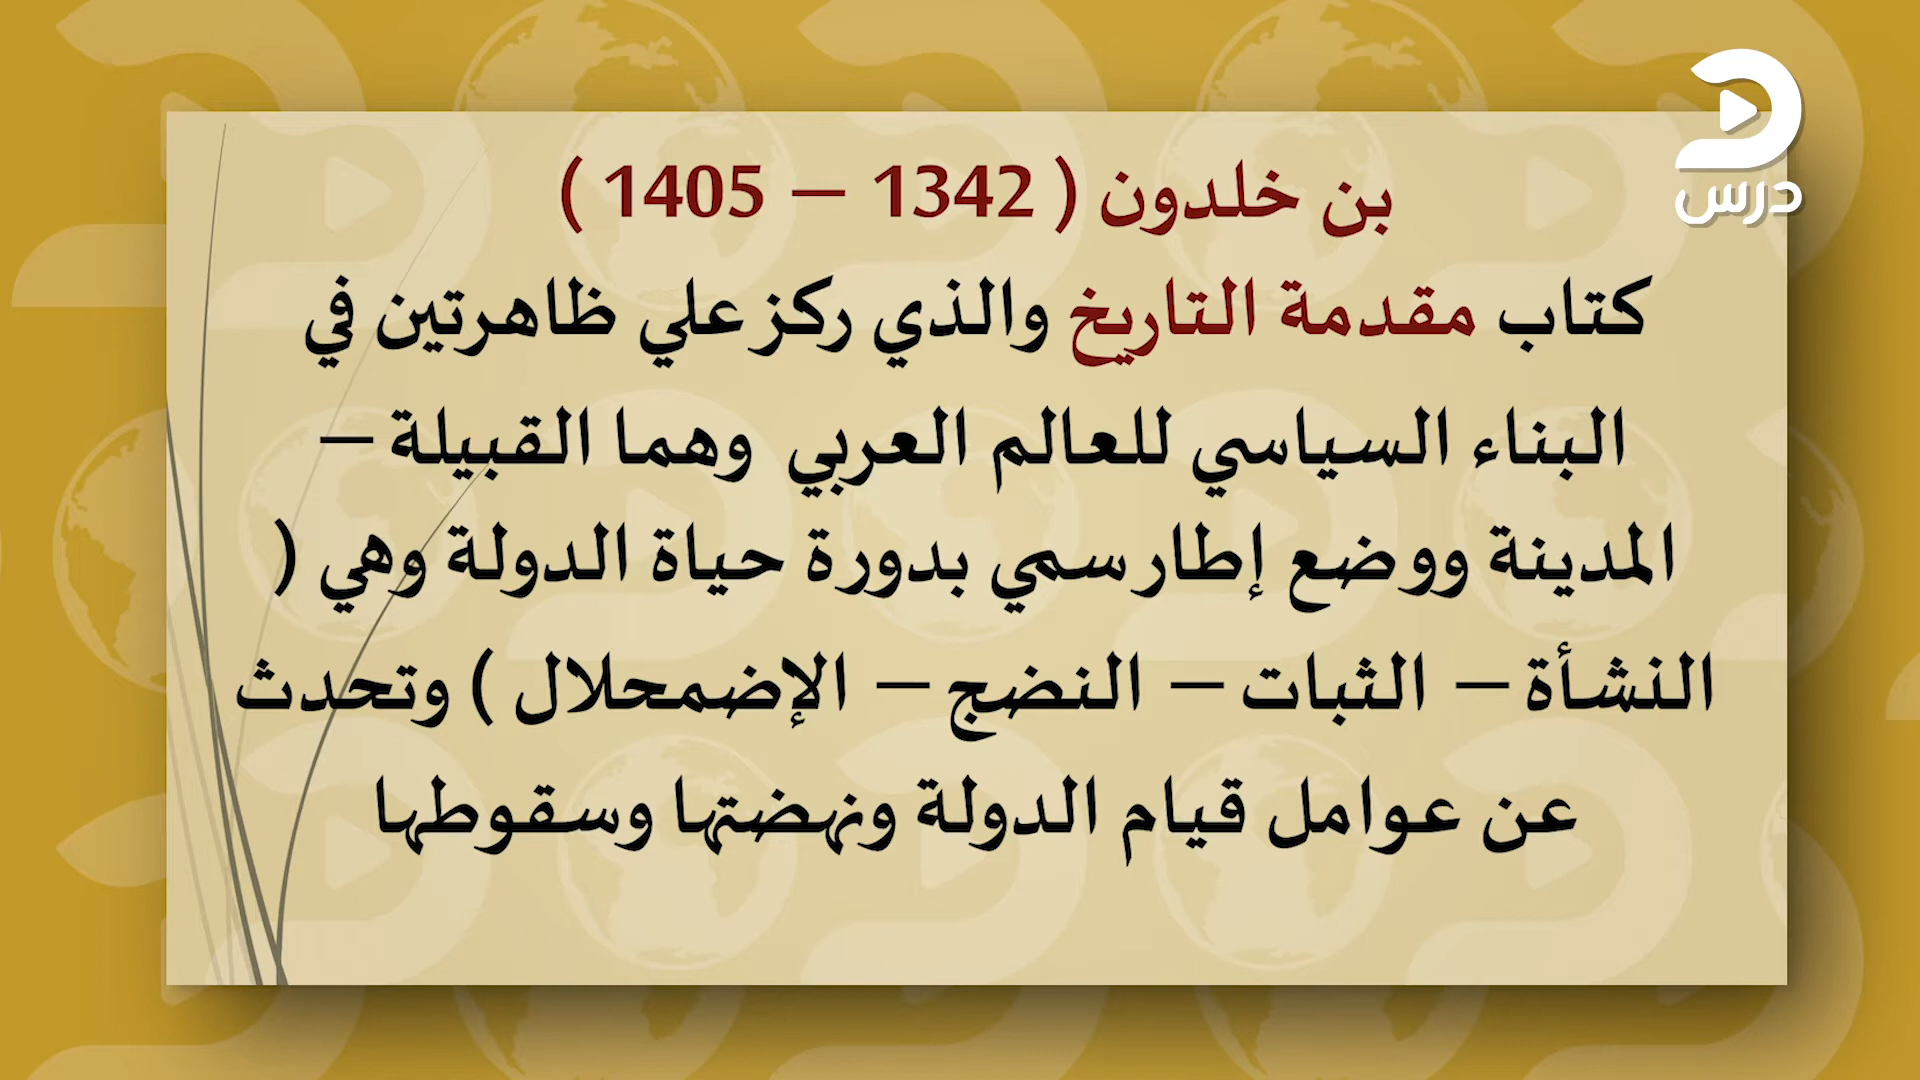 درس
بن خلدون ( 1342 – 1405 )
كتاب مقدمة التاريخ والذي ركز علي ظاهرتين في
البناء السياسي للعالم العربي وهما القبيلة –
المدينة ووضع إطار سمي بدورة حياة الدولة وهي (
النشأة – الثبات – النضج – الإضمحلال ) وتحدث
عن عوامل قيام الدولة ونهضتها وسقوطها